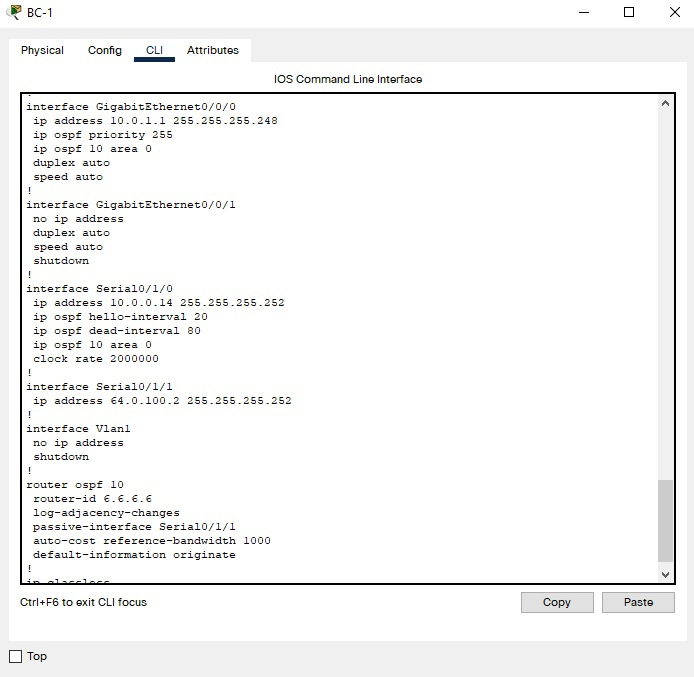 BC-1
Physical Config CLI Attributes
IOS Command Line Interface
!
interface GigabitEthernet0/0/0
 ip address 10.0.1.1 255.255.255.248
 ip ospf priority 255
 ip ospf 10 area 0
 duplex auto
 speed auto
!
interface GigabitEthernet0/0/1
 no ip address
 duplex auto
 speed auto
 shutdown
!
interface Serial0/1/0
 ip address 10.0.0.14 255.255.255.252
 ip ospf hello-interval 20
 ip ospf dead-interval 80
 ip ospf 10 area 0
 clock rate 2000000
!
interface Serial0/1/1
 ip address 64.0.100.2 255.255.255.252
!
interface Vlan1
 no ip address
 shutdown
!
router ospf 10
 router-id 6.6.6.6
 log-adjacency-changes
 passive-interface Serial0/1/1
 auto-cost reference-bandwidth 1000
 default-information originate
!
ip classless
Ctrl+F6 to exit CLI focus
Copy Paste
Top